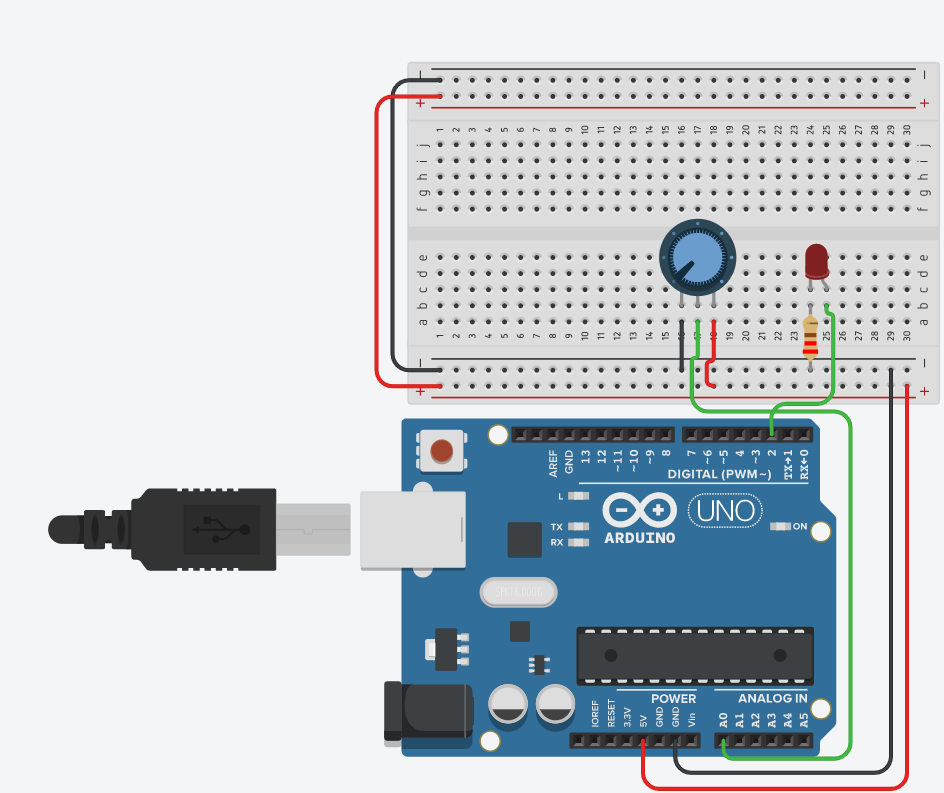 − −
+ +
1 2 3 4 5 6 7 8 9 10 11 12 13 14 15 16 17 18 19 20 21 22 23 24 25 26 27 28 29 30
j j
i i
h h
g g
f f
e e
d d
c c
b b
a a
1 2 3 4 5 6 7 8 9 10 11 12 13 14 15 16 17 18 19 20 21 22 23 24 25 26 27 28 29 30
− −
+ +
AREF GND 13 12 ~11 ~10 ~9 8 7 ~6 ~5 4 ~3 2 TX→1 RX←0
DIGITAL (PWM~)
L
TX
RX
ARDUINO
UNO
ON
POWER
ANALOG IN
IOREF RESET 3.3V 5V GND GND Vin A0 A1 A2 A3 A4 A5